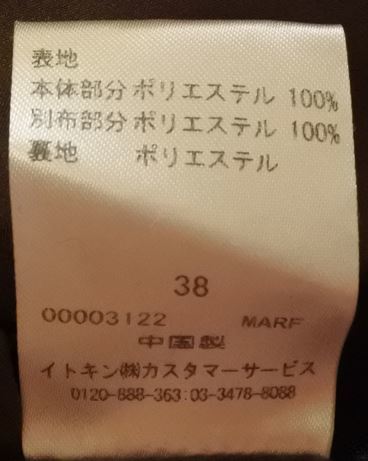 表地
本体部分 ポリエステル 100%
別布部分 ポリエステル 100%
裏地 ポリエステル
38
00003122 MARF
中国製
イトキン㈱カスタマーサービス
0120-888-363:03-3478-8088